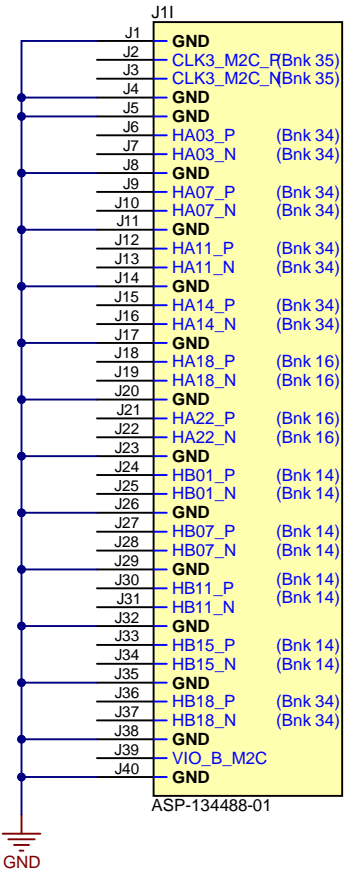 J1I
J1 GND
J2 CLK3_M2C_P(Bnk 35)
J3 CLK3_M2C_N(Bnk 35)
J4 GND
J5 GND
J6 HA03_P (Bnk 34)
J7 HA03_N (Bnk 34)
J8 GND
J9 HA07_P (Bnk 34)
J10 HA07_N (Bnk 34)
J11 GND
J12 HA11_P (Bnk 34)
J13 HA11_N (Bnk 34)
J14 GND
J15 HA14_P (Bnk 34)
J16 HA14_N (Bnk 34)
J17 GND
J18 HA18_P (Bnk 16)
J19 HA18_N (Bnk 16)
J20 GND
J21 HA22_P (Bnk 16)
J22 HA22_N (Bnk 16)
J23 GND
J24 HB01_P (Bnk 14)
J25 HB01_N (Bnk 14)
J26 GND
J27 HB07_P (Bnk 14)
J28 HB07_N (Bnk 14)
J29 GND
J30 HB11_P (Bnk 14)
J31 HB11_N (Bnk 14)
J32 GND
J33 HB15_P (Bnk 14)
J34 HB15_N (Bnk 14)
J35 GND
J36 HB18_P (Bnk 34)
J37 HB18_N (Bnk 34)
J38 GND
J39 VIO_B_M2C
J40 GND
ASP-134488-01
GND